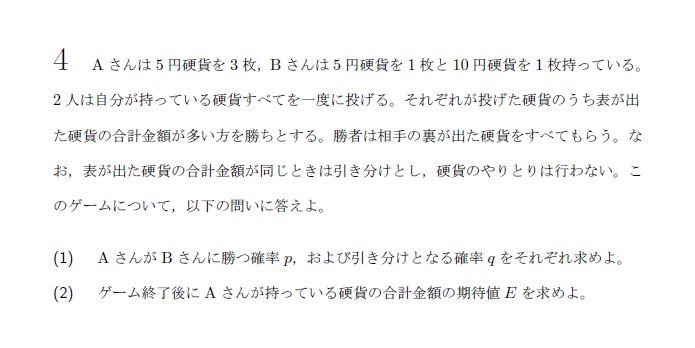 4 A さんは 5 円硬貨を 3 枚，B さんは 5 円硬貨を 1 枚と 10 円硬貨を 1 枚持っている。
2 人は自分が持っている硬貨すべてを一度に投げる。それぞれが投げた硬貨のうち表が出
た硬貨の合計金額が多い方を勝ちとする。勝者は相手の裏が出た硬貨をすべてもらう。な
お，表が出た硬貨の合計金額が同じときは引き分けとし，硬貨のやりとりは行わない。こ
のゲームについて，以下の問いに答えよ。
(1) A さんが B さんに勝つ確率 p，および引き分けとなる確率 q をそれぞれ求めよ。
(2) ゲーム終了後に A さんが持っている硬貨の合計金額の期待値 E を求めよ。